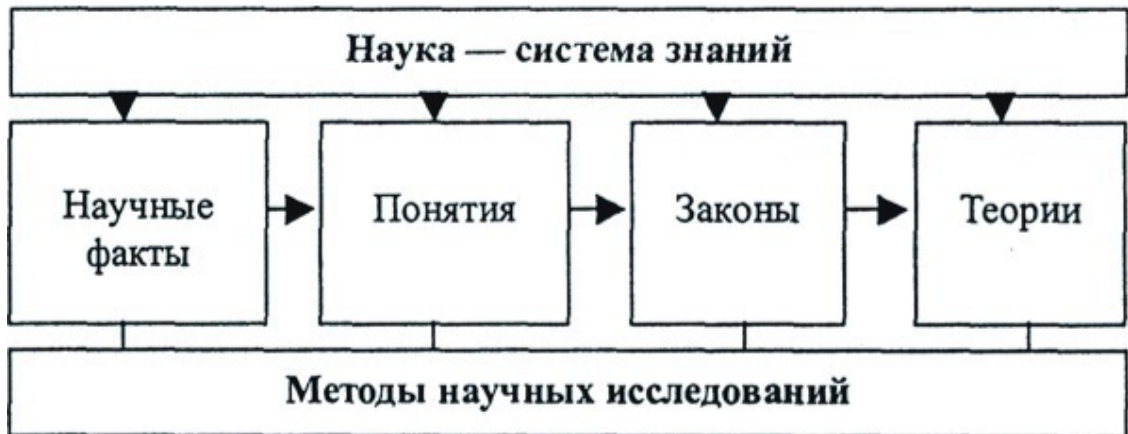 Наука — система знаний
Научные
факты
Понятия
Законы
Теории
Методы научных исследований